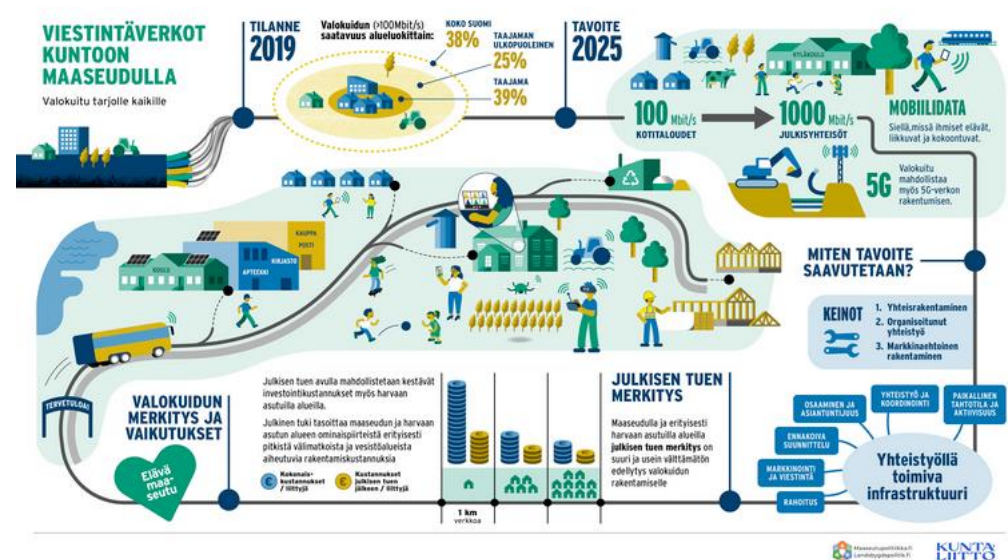 VIESTINTÄVERKOT
KUNTOON
MAASEUDULLA
Valokuitu tarjolle kaikille
TILANNE
2019
Valokuidun (>100Mbit/s)
saatavuus alueluokittain:
KOKO SUOMI
38%
TAAJAMAN
ULKOPUOLEINEN
25%
TAAJAMA
39%
TAVOITE
2025
KYLÄKOULU
100 Mbit/s
KOTITALOUDET
1000 Mbit/s
JULKISYHTEISÖT
MOBIILIDATA
Siellä,missä ihmiset elävät,
liikkuvat ja kokoontuvat.
5G
Valokuitu
mahdollistaa
myös 5G-verkon
rakentumisen.
KAUPPA
POSTI
KIRJASTO
APTEEKKI
KOULU
TERVETULOA!
MITEN TAVOITE
SAAVUTETAAN?
KEINOT
1. Yhteisrakentaminen
2. Organisoitunut
yhteistyö
3. Markkinaehtoinen
rakentaminen
VALOKUIDUN
MERKITYS JA
VAIKUTUKSET
Elävä
maa-
seutu
Julkisen tuen avulla mahdollistetaan kestävät
investointikustannukset myös harvaan
asutuilla alueilla.
Julkinen tuki tasoittaa maaseudun ja harvaan
asutun alueen ominaispiirteistä erityisesti
pitkistä välimatkoista ja vesistöalueista
aiheutuvia rakentamiskustannuksia
€ Kokonais-
kustannukset
/ liittyjä
€ Kustannukset
julkisen tuen
jälkeen / liittyjä
1 km
verkkoa
JULKISEN TUEN
MERKITYS
Maaseudulla ja erityisesti
harvaan asutuilla alueilla
julkisen tuen merkitys on
suuri ja usein välttämätön
edellytys valokuidun
rakentamiselle
OSAAMINEN JA
ASIANTUNTIJUUS
YHTEISTYÖ JA
KOORDINOINTI
PAIKALLINEN
TAHTOTILA JA
AKTIIVISUUS
ENNAKOIVA
SUUNNITTELU
MARKKINOINTI
JA VIESTINTÄ
RAHOITUS
Yhteistyöllä
toimiva
infrastruktuuri
Maaseutupolitiikka.fi
Landsbygdspolitik.fi
KUNTA
LIITTO